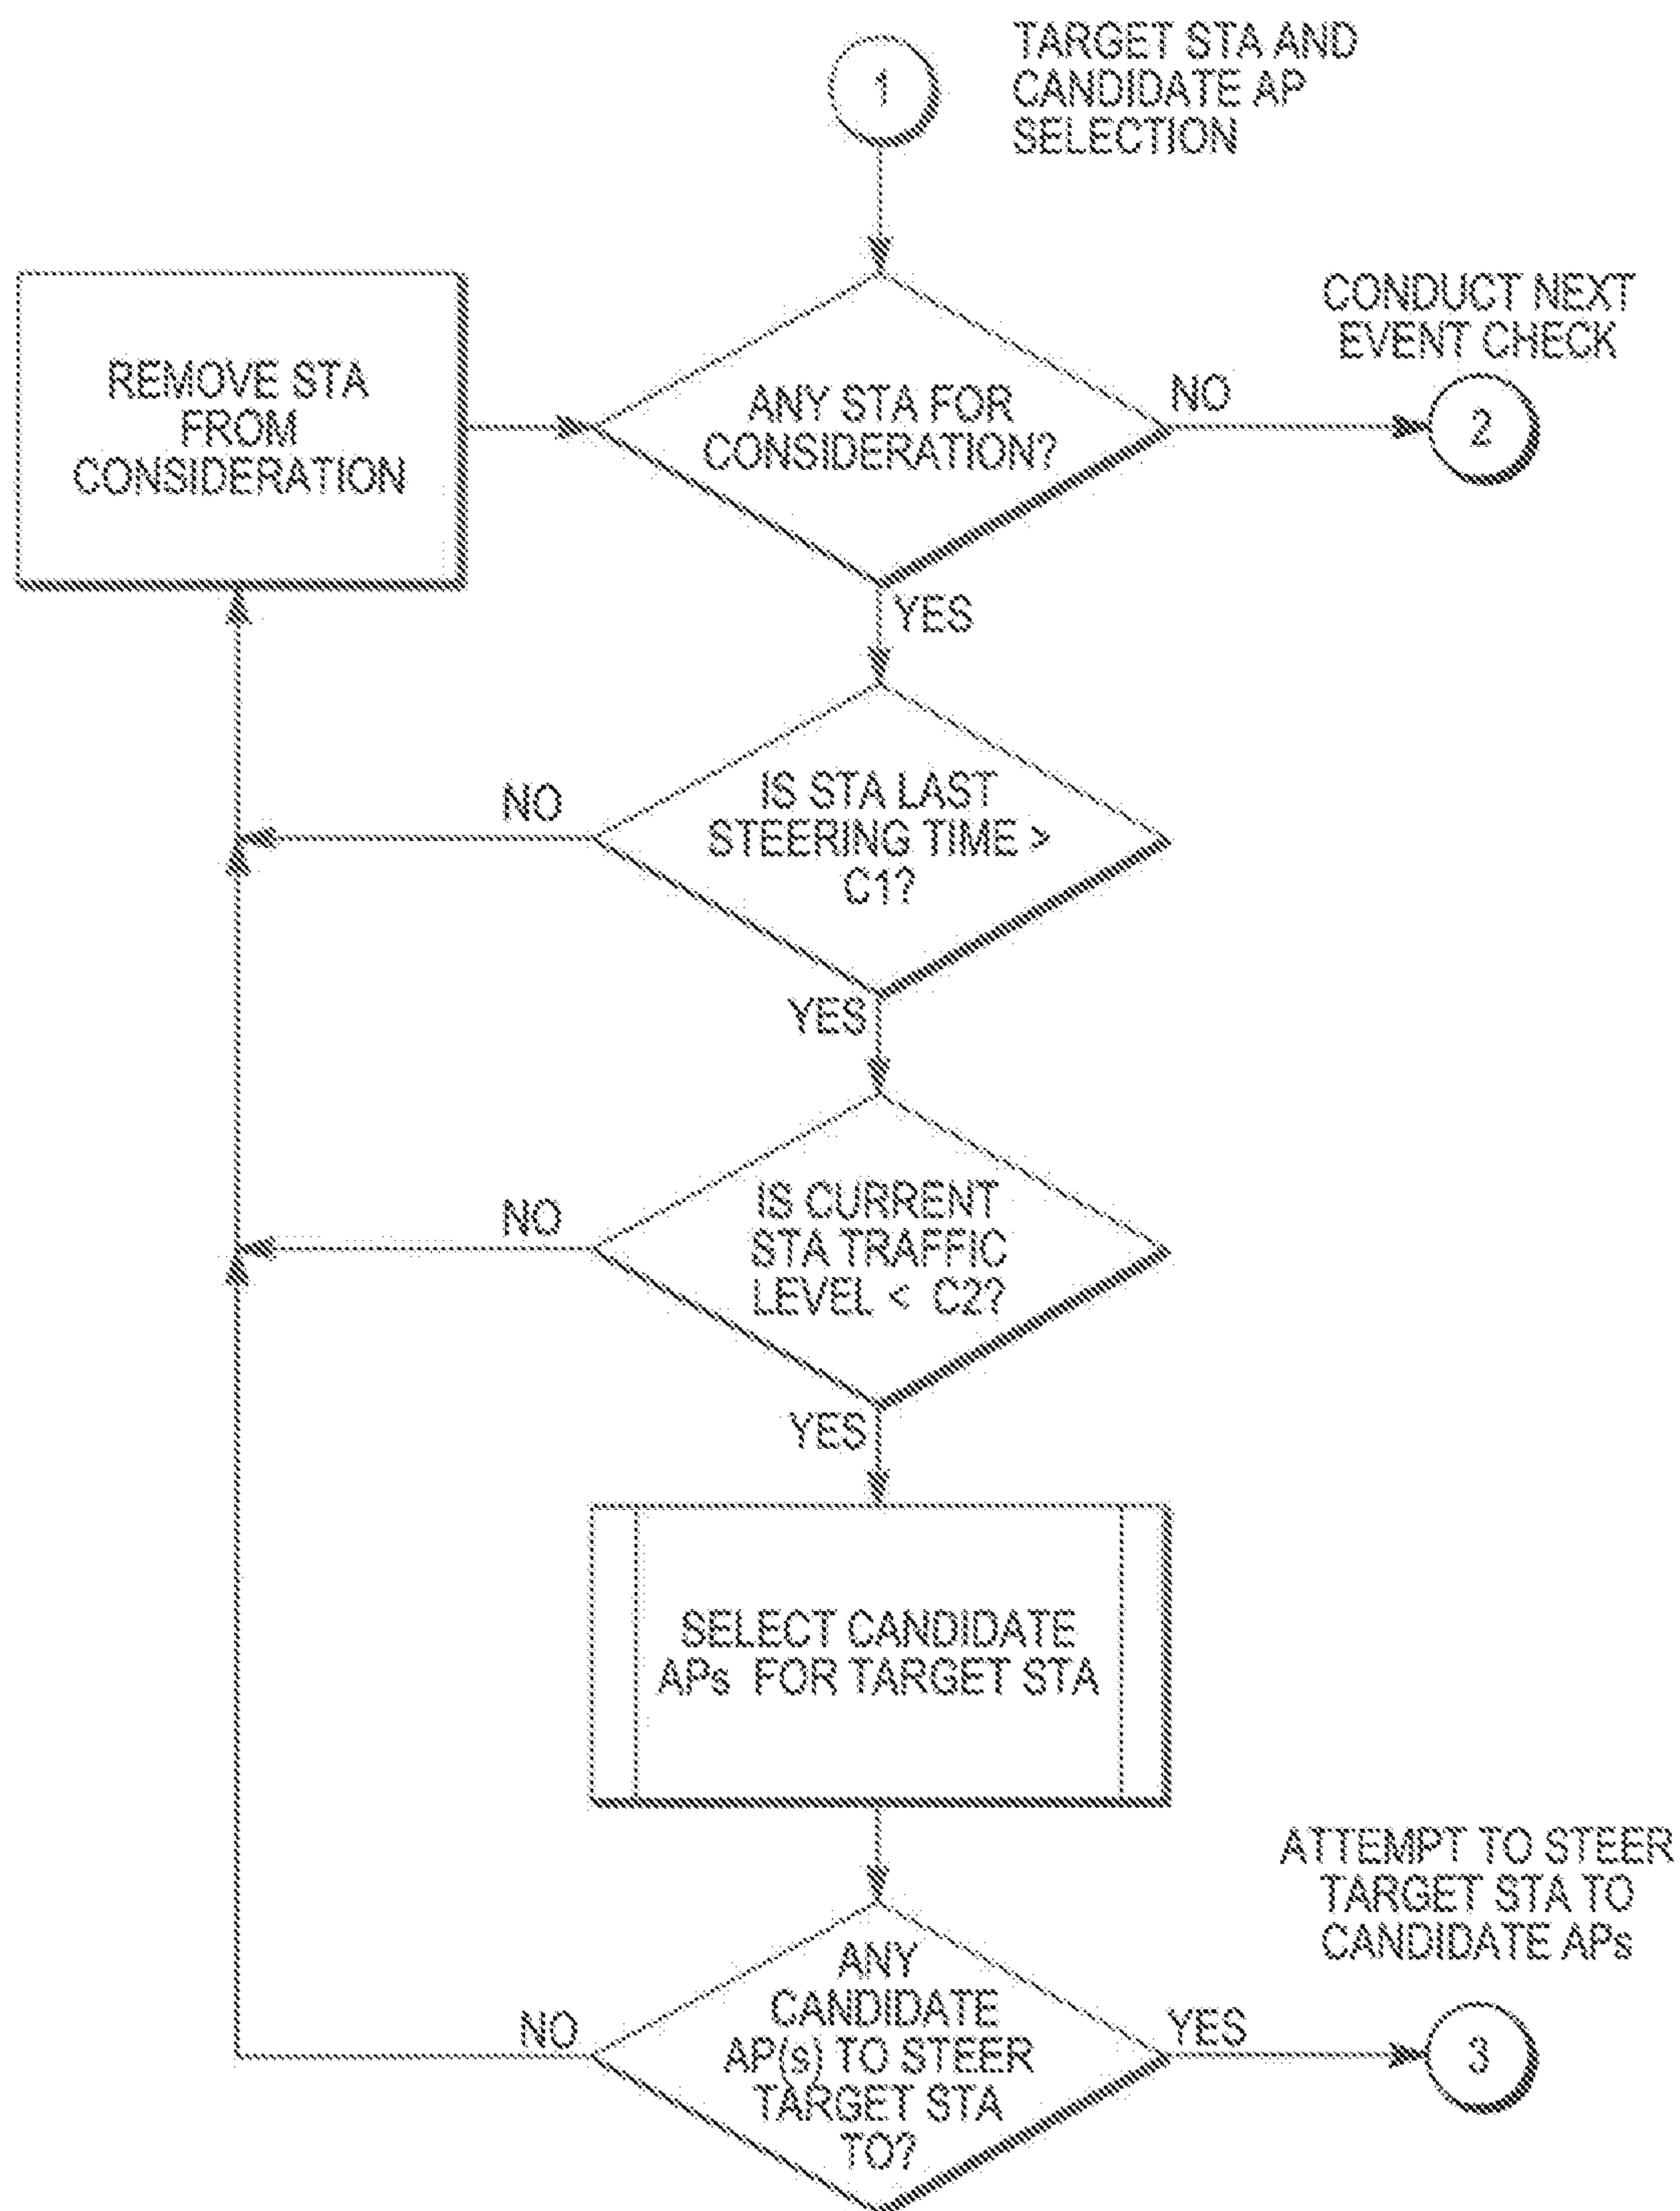 1
TARGET STA AND
CANDIDATE AP
SELECTION
REMOVE STA
FROM
CONSIDERATION
ANY STA FOR
CONSIDERATION?
NO
CONDUCT NEXT
EVENT CHECK
2
YES
NO
IS STA LAST
STEERING TIME >
C1?
YES
NO
IS CURRENT
STA TRAFFIC
LEVEL < C2?
YES
SELECT CANDIDATE
APs FOR TARGET STA
ATTEMPT TO STEER
TARGET STA TO
CANDIDATE APs
NO
ANY
CANDIDATE
AP(s) TO STEER
TARGET STA
TO?
YES
3